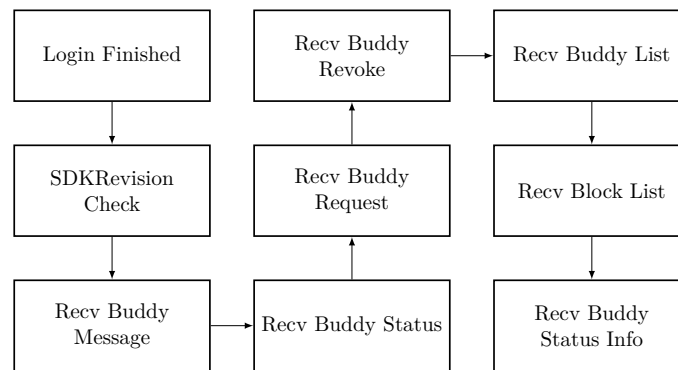 Login Finished
SDKRevision
Check
Recv Buddy
Message
Recv Buddy Status
Recv Buddy
Request
Recv Buddy
Revoke
Recv Buddy List
Recv Block List
Recv Buddy
Status Info